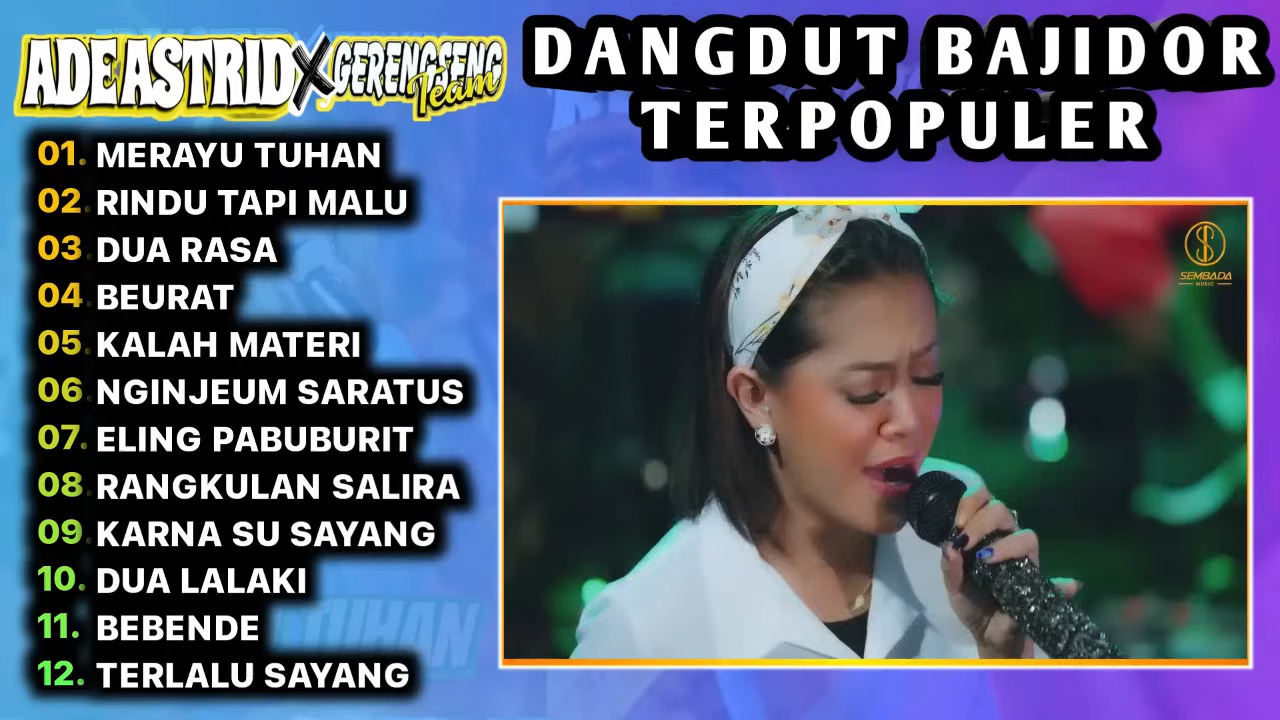 ADE ASTRID X GERENGSENG Team
DANGDUT BAJIDOR
TERPOPULER
01. MERAYU TUHAN
02. RINDU TAPI MALU
03. DUA RASA
04. BEURAT
05. KALAH MATERI
06. NGINJEUM SARATUS
07. ELING PABUBURIT
08. RANGKULAN SALIRA
09. KARNA SU SAYANG
10. DUA LALAKI
11. BEBENDE
12. TERLALU SAYANG
SEMBADA
MUSIC
TUHAN